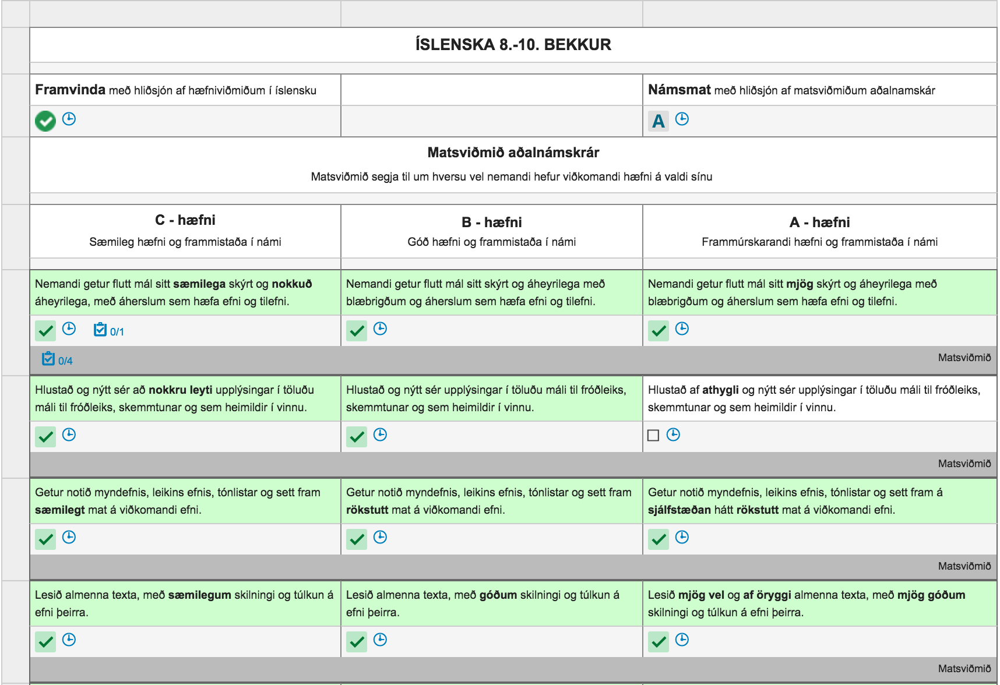 ÍSLENSKA 8.-10. BEKKUR
Framvinda með hliðsjón af hæfniviðmiðum í íslensku
Námsmat með hliðsjón af matsviðmiðum aðalnamskár
A
Matsviðmið aðalnámskrár
Matsviðmið segja til um hversu vel nemandi hefur viðkomandi hæfni á valdi sínu
C - hæfni
Sæmileg hæfni og frammistaða í námi
B - hæfni
Góð hæfni og frammistaða í námi
A - hæfni
Frammúrskarandi hæfni og frammistaða í námi
Nemandi getur flutt mál sitt sæmilega skýrt og nokkuð
áheyrilega, með áherslum sem hæfa efni og tilefni.
Nemandi getur flutt mál sitt skýrt og áheyrilega með
blæbrigðum og áherslum sem hæfa efni og tilefni.
Nemandi getur flutt mál sitt mjög skýrt og áheyrilega með
blæbrigðum og áherslum sem hæfa efni og tilefni.
0/1
0/4
Matsviðmið
Hlustað og nýtt sér að nokkru leyti upplýsingar í töluðu
máli til fróðleiks, skemmtunar og sem heimildir í vinnu.
Hlustað og nýtt sér upplýsingar í töluðu máli til fróðleiks,
skemmtunar og sem heimildir í vinnu.
Hlustað af athygli og nýtt sér upplýsingar í töluðu máli til fróðleiks,
skemmtunar og sem heimildir í vinnu.
Matsviðmið
Getur notið myndefnis, leikins efnis, tónlistar og sett fram
sæmilegt mat á viðkomandi efni.
Getur notið myndefnis, leikins efnis, tónlistar og sett fram
rökstutt mat á viðkomandi efni.
Getur notið myndefnis, leikins efnis, tónlistar og sett fram á
sjálfstæðan hátt rökstutt mat á viðkomandi efni.
Matsviðmið
Lesið almenna texta, með sæmilegum skilningi og túlkun á
efni þeirra.
Lesið almenna texta, með góðum skilningi og túlkun á
efni þeirra.
Lesið mjög vel og af öryggi almenna texta, með mjög góðum
skilningi og túlkun á efni þeirra.
Matsviðmið